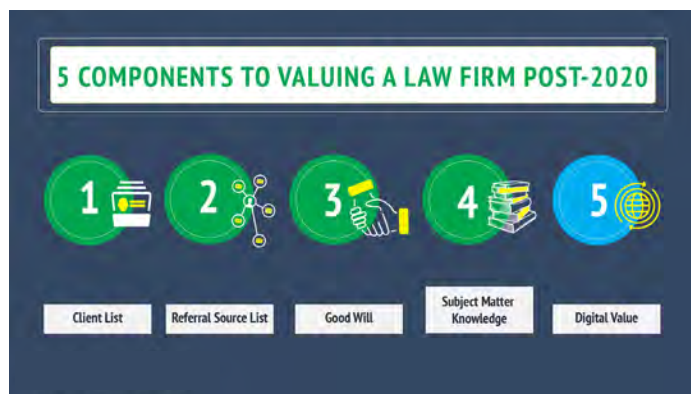 5 COMPONENTS TO VALUING A LAW FIRM POST-2020
1
2
3
4
5
Client List
Referral Source List
Good Will
Subject Matter
Knowledge
Digital Value